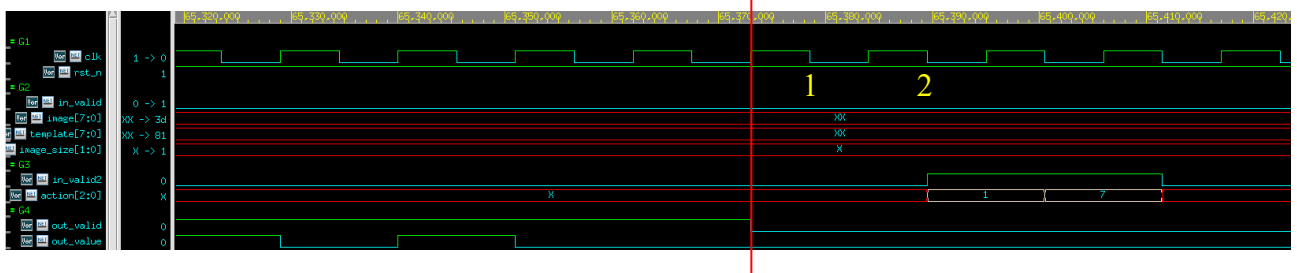 65,320,000 65,330,000 65,340,000 65,350,000 65,360,000 65,370,000 65,380,000 65,390,000 65,400,000 65,410,000 65,420,
= G1
clk 1 -> 0
rst_n 1
1 2
= G2
in_valid 0 -> 1
image[7:0] XX -> 3d XX
template[7:0] XX -> 81 XX
image_size[1:0] X -> 1 X
= G3
in_valid2 0
action[2:0] X X 1 7
= G4
out_valid 0
out_value 0